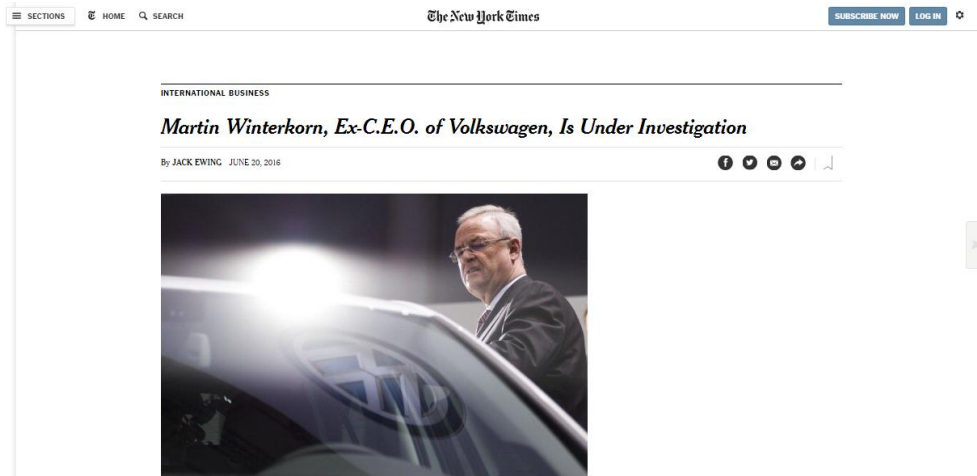 SECTIONS HOME SEARCH The New York Times SUBSCRIBE NOW LOG IN
INTERNATIONAL BUSINESS
Martin Winterkorn, Ex-C.E.O. of Volkswagen, Is Under Investigation
By JACK EWING JUNE 20, 2016